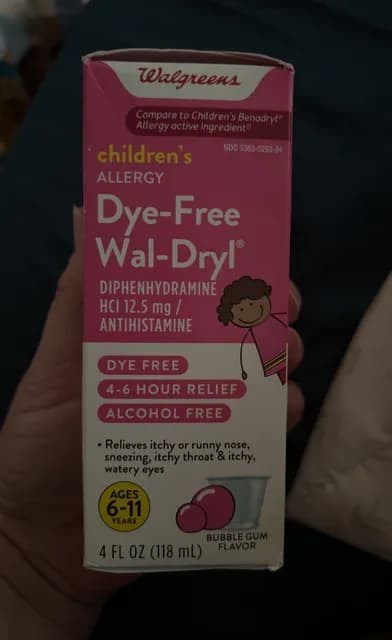 Walgreens
Compare to Children's Benadryl®
Allergy active ingredient††
children's
ALLERGY
Dye-Free
Wal-Dryl®
DIPHENHYDRAMINE
HCl 12.5 mg /
ANTIHISTAMINE
DYE FREE
4-6 HOUR RELIEF
ALCOHOL FREE
• Relieves itchy or runny nose,
sneezing, itchy throat & itchy,
watery eyes
AGES
6-11
YEARS
BUBBLE GUM
FLAVOR
4 FL OZ (118 mL)